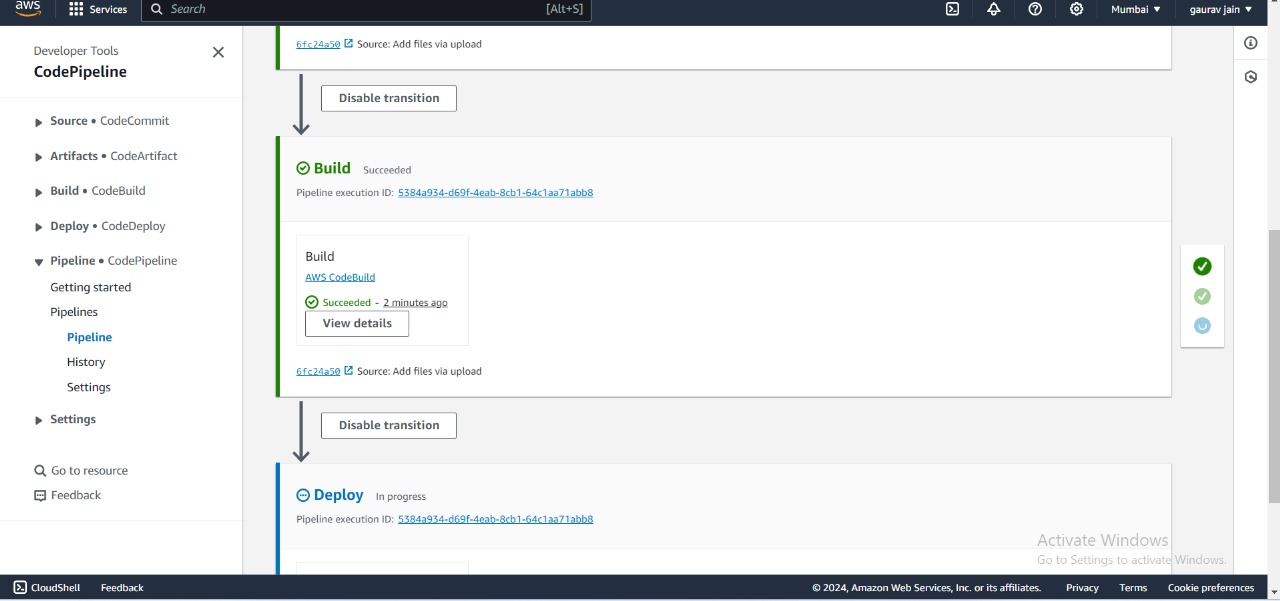 aws
Services
Search
[Alt+S]
Mumbai
gaurav jain
Developer Tools
CodePipeline
Source • CodeCommit
Artifacts • CodeArtifact
Build • CodeBuild
Deploy • CodeDeploy
Pipeline • CodePipeline
Getting started
Pipelines
Pipeline
History
Settings
Settings
Go to resource
Feedback
6fc24a50 Source: Add files via upload
Disable transition
Build Succeeded
Pipeline execution ID: 5384a934-d69f-4eab-8cb1-64c1aa71abb8
Build
AWS CodeBuild
Succeeded - 2 minutes ago
View details
6fc24a50 Source: Add files via upload
Disable transition
Deploy In progress
Pipeline execution ID: 5384a934-d69f-4eab-8cb1-64c1aa71abb8
Activate Windows
Go to Settings to activate Windows.
CloudShell
Feedback
© 2024, Amazon Web Services, Inc. or its affiliates.
Privacy
Terms
Cookie preferences